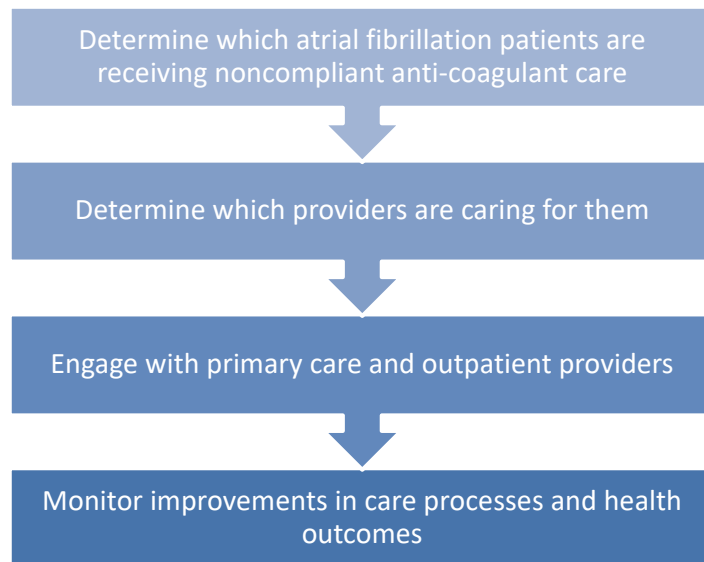 Determine which atrial fibrillation patients are
receiving noncompliant anti-coagulant care
Determine which providers are caring for them
Engage with primary care and outpatient providers
Monitor improvements in care processes and health
outcomes